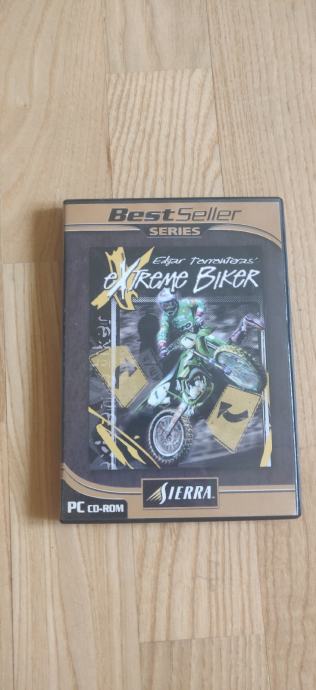 BestSeller
SERIES
Edgar Torronteras'
eXtreme Biker
SIERRA
PC CD-ROM